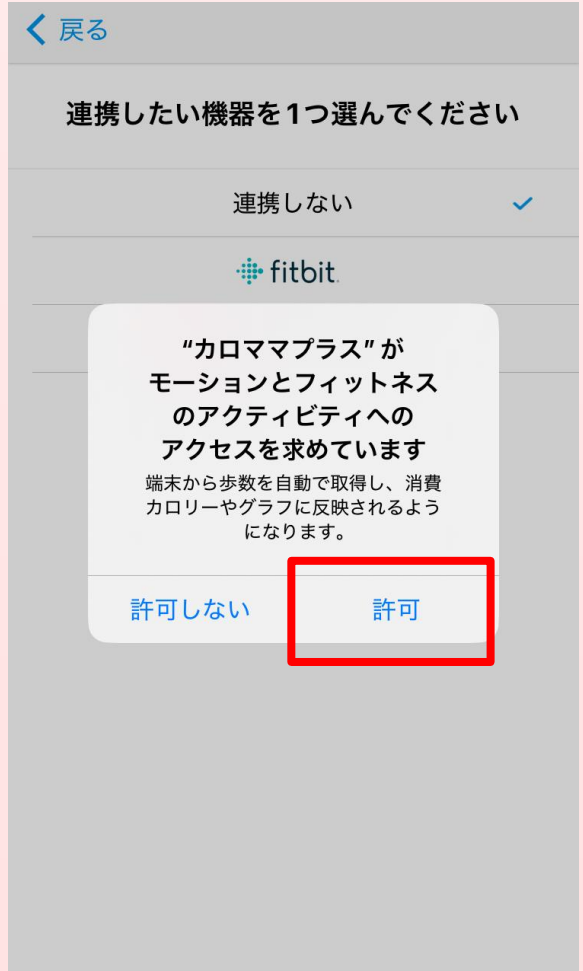 戻る
連携したい機器を1つ選んでください
連携しない
fitbit.
“カロママプラス”が
モーションとフィットネス
のアクティビティへの
アクセスを求めています
端末から歩数を自動で取得し、消費
カロリーやグラフに反映されるよう
になります。
許可しない
許可